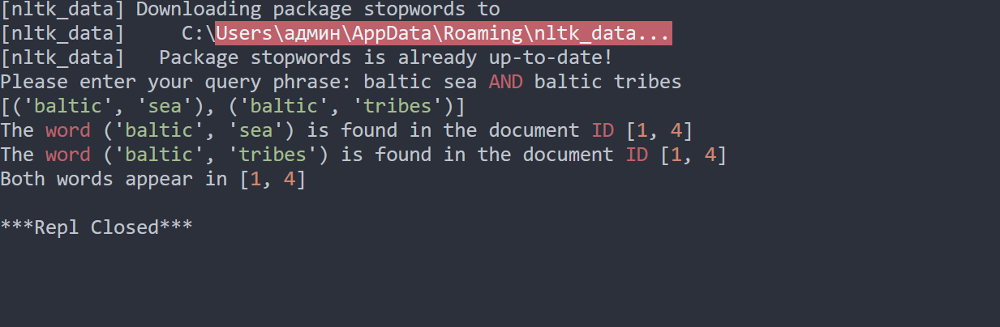 [nltk_data] Downloading package stopwords to
[nltk_data]     C:\Users\админ\AppData\Roaming\nltk_data...
[nltk_data]   Package stopwords is already up-to-date!
Please enter your query phrase: baltic sea AND baltic tribes
[('baltic', 'sea'), ('baltic', 'tribes')]
The word ('baltic', 'sea') is found in the document ID [1, 4]
The word ('baltic', 'tribes') is found in the document ID [1, 4]
Both words appear in [1, 4]
***Repl Closed***